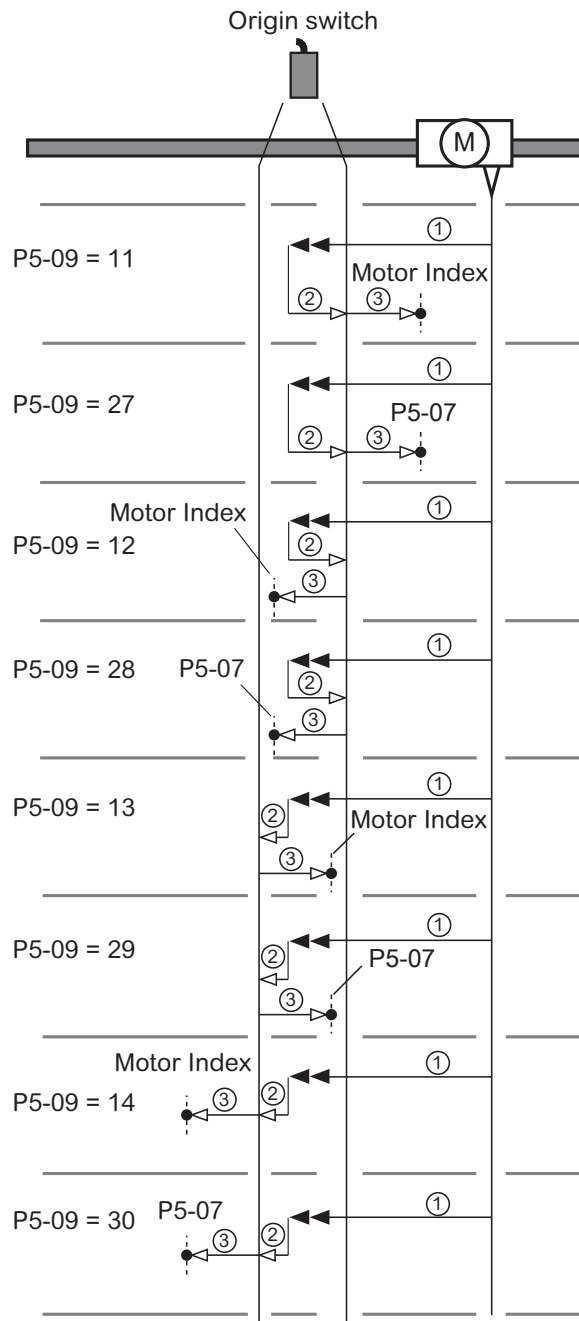 Origin switch
M
P5-09 = 11
①
Motor Index
② ③
P5-09 = 27
①
P5-07
② ③
Motor Index
P5-09 = 12
①
②
③
P5-09 = 28
P5-07
①
②
③
P5-09 = 13
①
②
Motor Index
③
P5-09 = 29
①
②
P5-07
③
Motor Index
P5-09 = 14
①
③ ②
P5-09 = 30
P5-07
①
③ ②